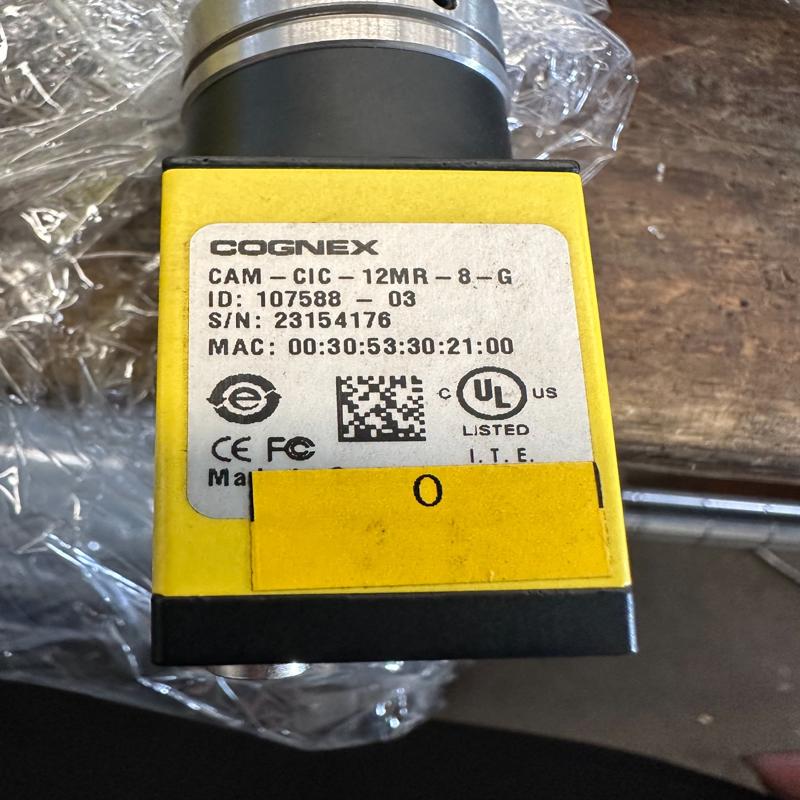 COGNEX
CAM-CIC-12MR-8-G
ID: 107588 - 03
S/N: 23154176
MAC: 00:30:53:30:21:00
e
C UL US
LISTED
I.T.E.
CE FC
O